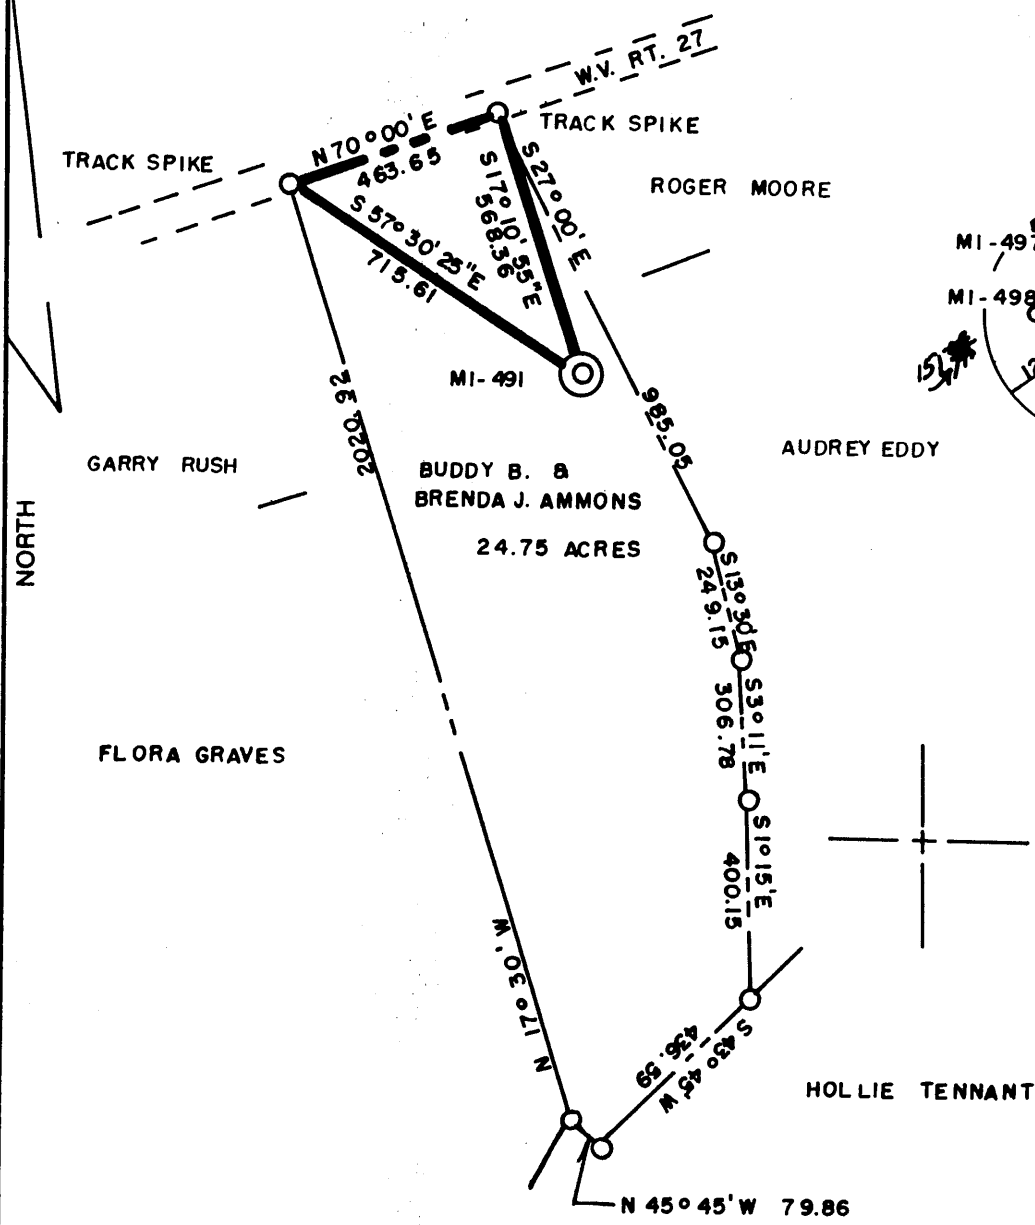 W.V. RT. 27
TRACK SPIKE
N 70° 00' E
463.65
TRACK SPIKE
ROGER MOORE
S 57° 30' 25" E
715.61
S 17° 10' 55" E
568.36
S 27° 00' E
985.05
MI-497
MI-498
MI-491
2020.92
GARRY RUSH
BUDDY B. &
BRENDA J. AMMONS
24.75 ACRES
AUDREY EDDY
NORTH
S 13° 30' E
249.15
S 3° 11' E
306.78
FLORA GRAVES
S 1° 15' E
400.15
N 17° 30' W
S 43° 45' W
436.59
HOLLIE TENNANT
N 45° 45' W 79.86